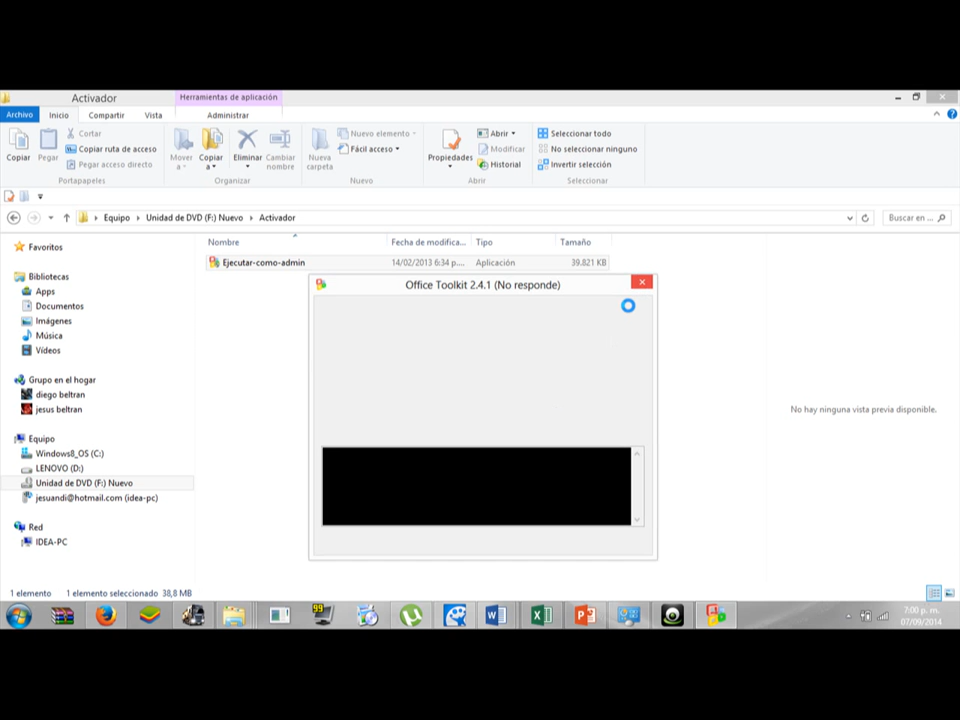 Activador
Herramientas de aplicación
Archivo Inicio Compartir Vista Administrar
Copiar
Pegar
Cortar
Copiar ruta de acceso
Pegar acceso directo
Portapapeles
Mover a
Copiar a
Eliminar
Cambiar nombre
Organizar
Nueva carpeta
Nuevo elemento
Fácil acceso
Nuevo
Propiedades
Abrir
Modificar
Historial
Abrir
Seleccionar todo
No seleccionar ninguno
Invertir selección
Seleccionar
Equipo Unidad de DVD (F:) Nuevo Activador
Buscar en ...
Nombre Fecha de modifica... Tipo Tamaño
Ejecutar-como-admin 14/02/2013 6:34 p.... Aplicación 39.821 KB
Office Toolkit 2.4.1 (No responde)
Favoritos
Bibliotecas
Apps
Documentos
Imágenes
Música
Vídeos
Grupo en el hogar
diego beltran
jesus beltran
Equipo
Windows8_OS (C:)
LENOVO (D:)
Unidad de DVD (F:) Nuevo
jesuandi@hotmail.com (idea-pc)
Red
IDEA-PC
No hay ninguna vista previa disponible.
1 elemento 1 elemento seleccionado 38,8 MB
99
7:00 p. m.
07/09/2014